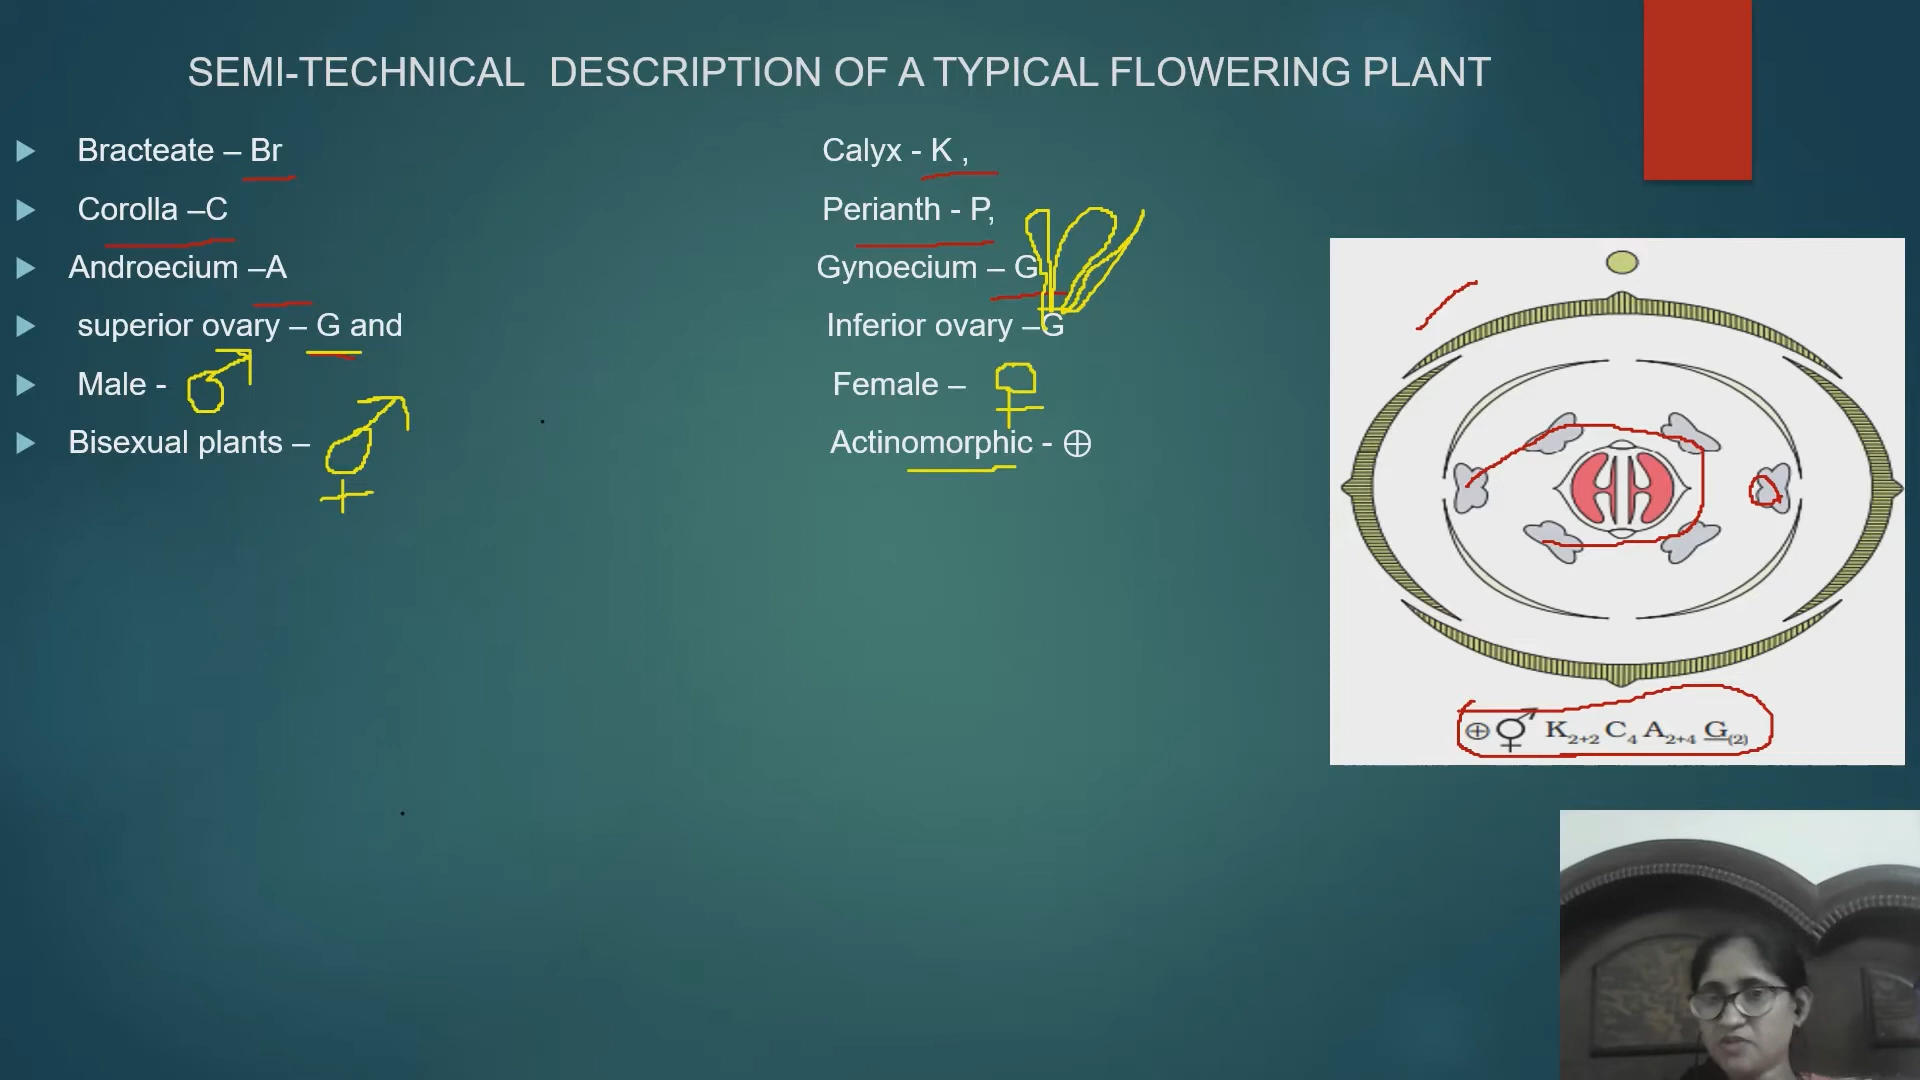 SEMI-TECHNICAL DESCRIPTION OF A TYPICAL FLOWERING PLANT
Bracteate – Br
Calyx - K ,
Corolla –C
Perianth - P,
Androecium –A
Gynoecium – G
superior ovary – G and
Inferior ovary –G
Male - ♂
Female – ♀
Bisexual plants – ⚥
Actinomorphic - ⊕
⊕ ⚥ K2+2 C4 A2+4 G(2)